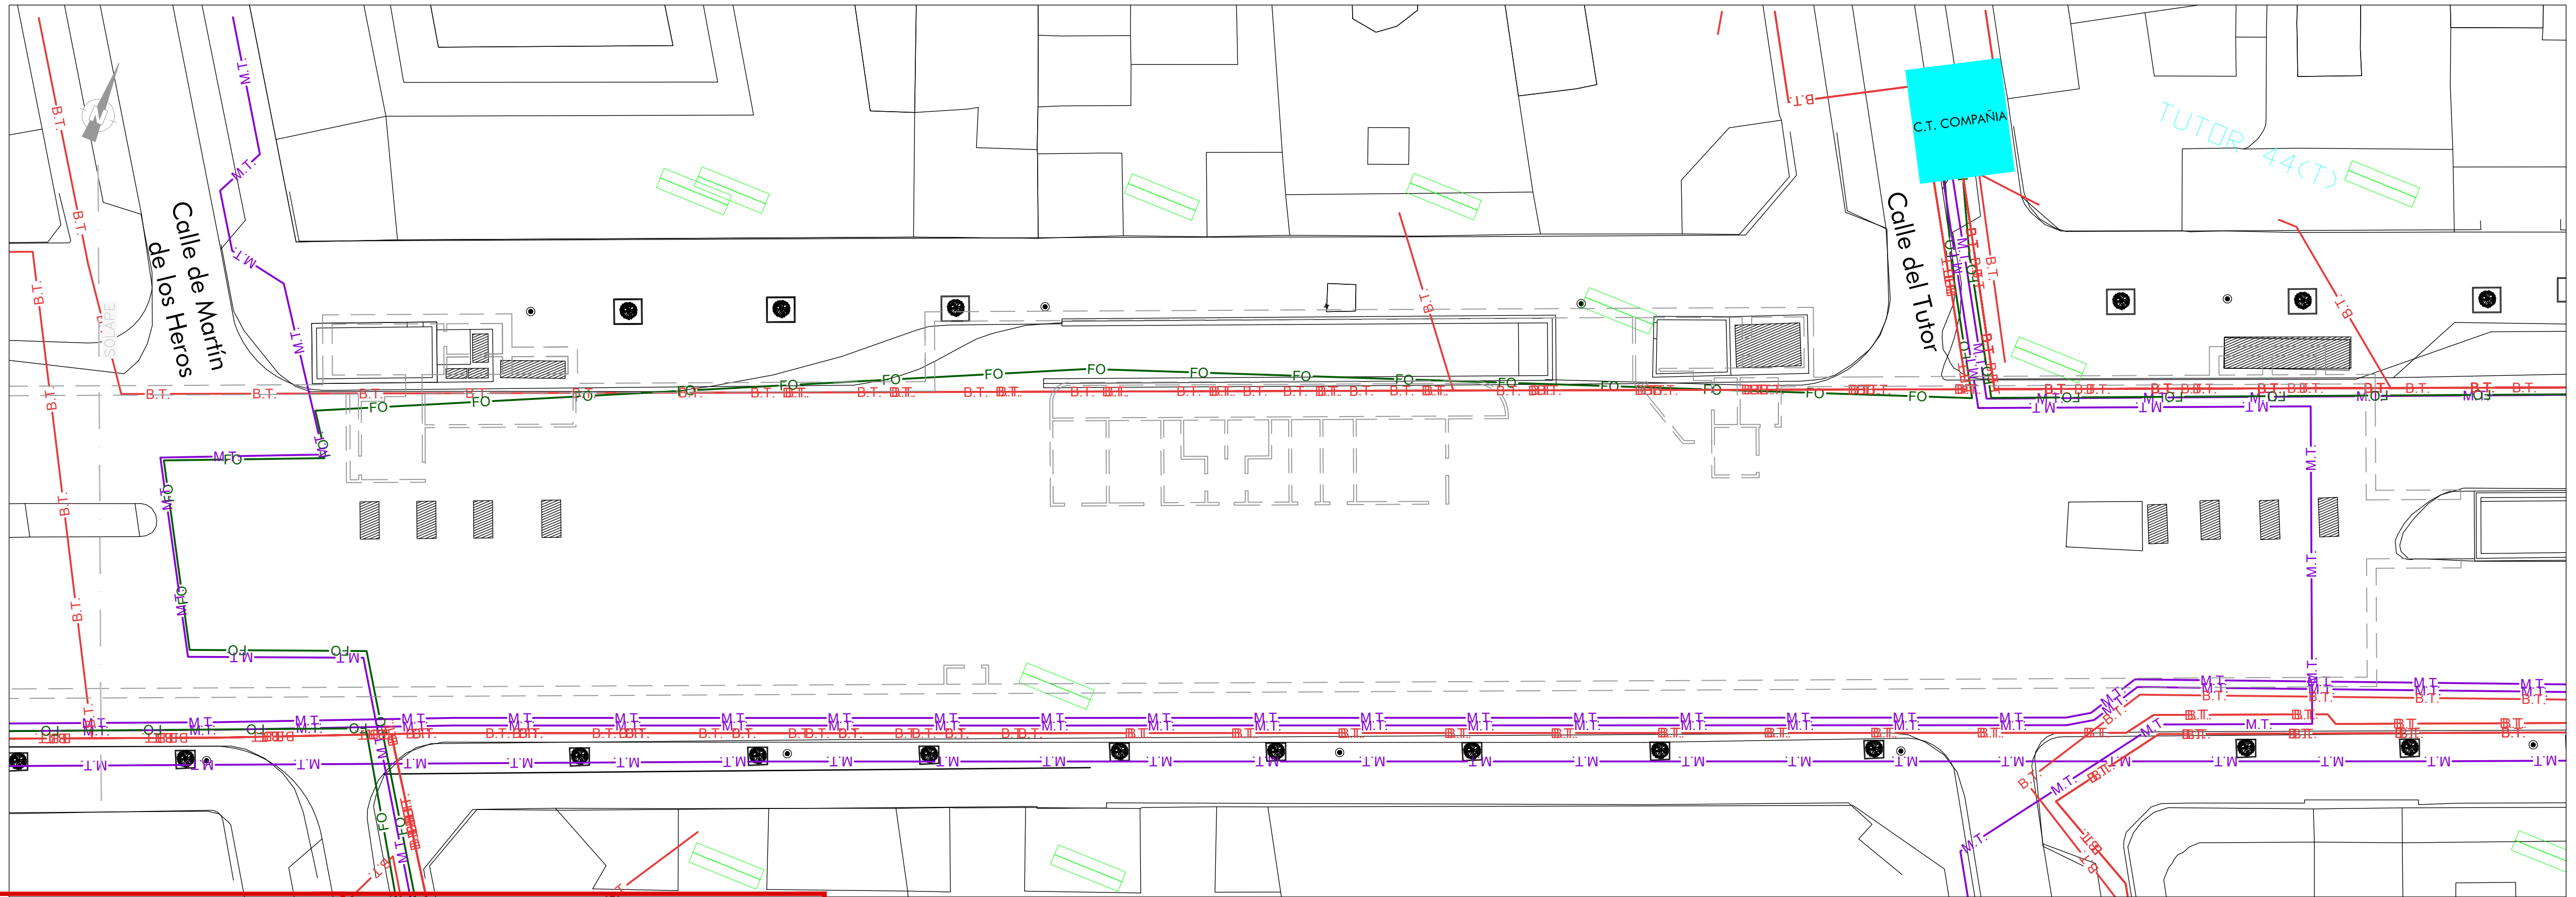 N
SOLAPE
Calle de Martín
de los Heros
Calle del Tutor
C.T. COMPAÑIA
TUTOR 44(T)
B.T.
M.T.
FO